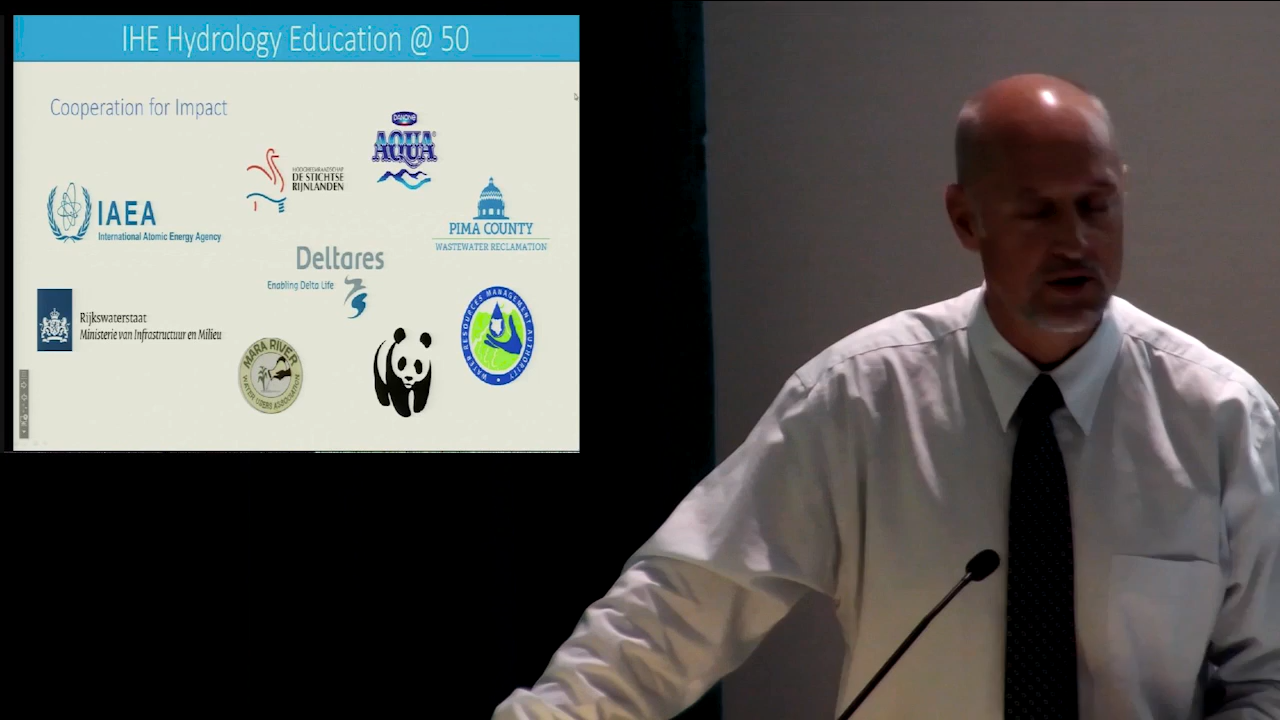 IHE Hydrology Education @ 50
Cooperation for Impact
DANONE
AQUA
HOOGHEEMRAADSCHAP
DE STICHTSE
RIJNLANDEN
IAEA
International Atomic Energy Agency
PIMA COUNTY
WASTEWATER RECLAMATION
Deltares
Enabling Delta Life
Rijkswaterstaat
Ministerie van Infrastructuur en Milieu
MARA RIVER
WATER USERS ASSOCIATION
WATER RESOURCES MANAGEMENT AUTHORITY